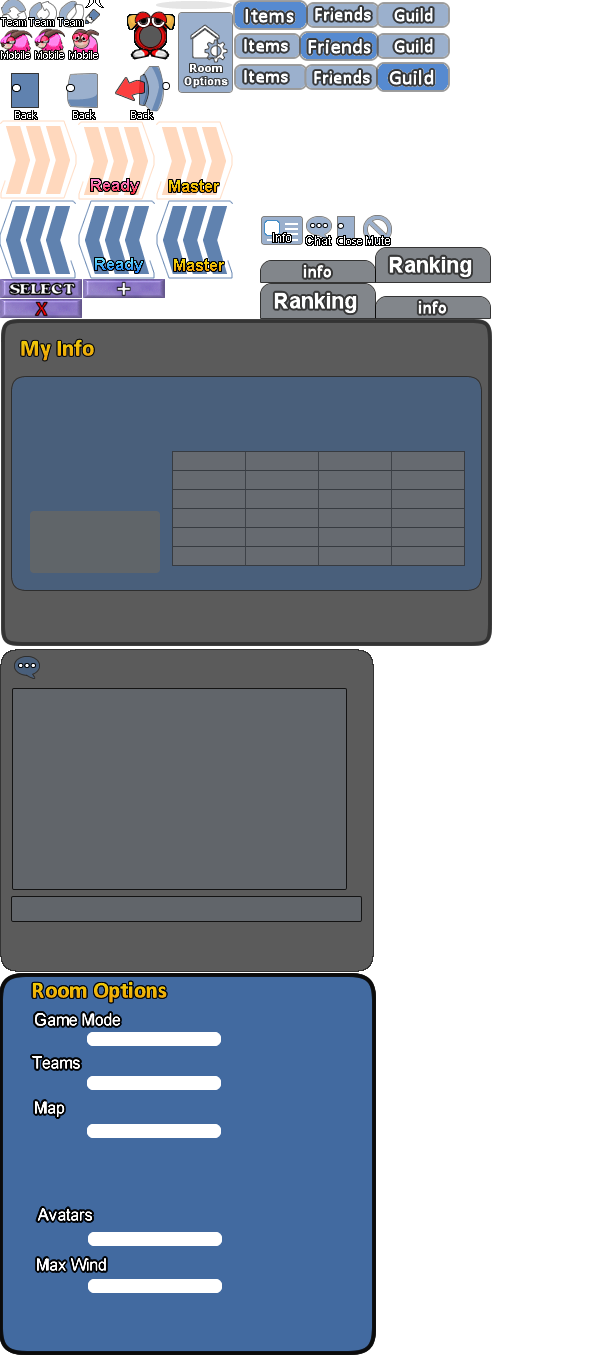 Team Team Team
Mobile Mobile Mobile
Back Back Back
Room
Options
Items Friends Guild
Items Friends Guild
Items Friends Guild
Ready Master
Ready Master
SELECT +
X
Info Chat Close Mute
info Ranking
Ranking info
My Info
Room Options
Game Mode
Teams
Map
Avatars
Max Wind